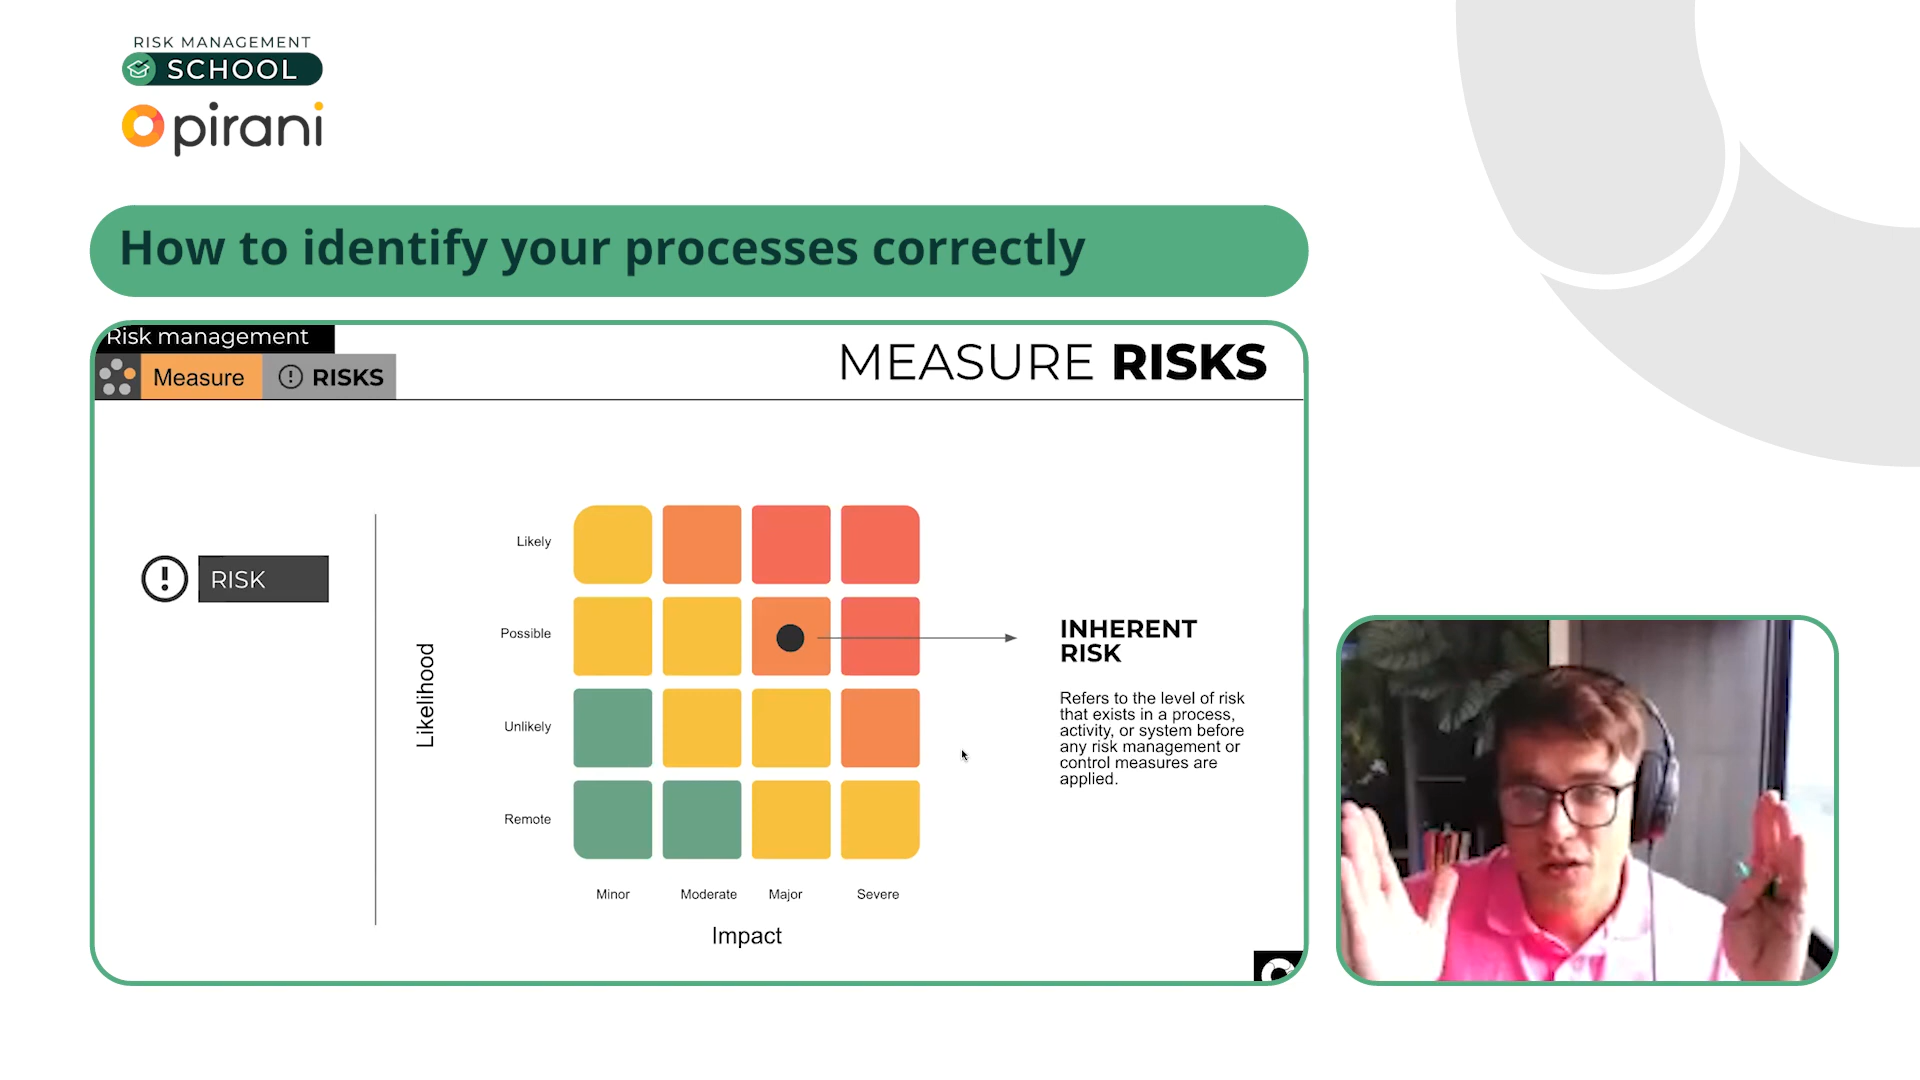 RISK MANAGEMENT
SCHOOL
pirani
How to identify your processes correctly
Risk management
Measure
RISKS
MEASURE RISKS
RISK
Likelihood
Likely
Possible
Unlikely
Remote
Minor
Moderate
Major
Severe
Impact
INHERENT
RISK
Refers to the level of risk
that exists in a process,
activity, or system before
any risk management or
control measures are
applied.